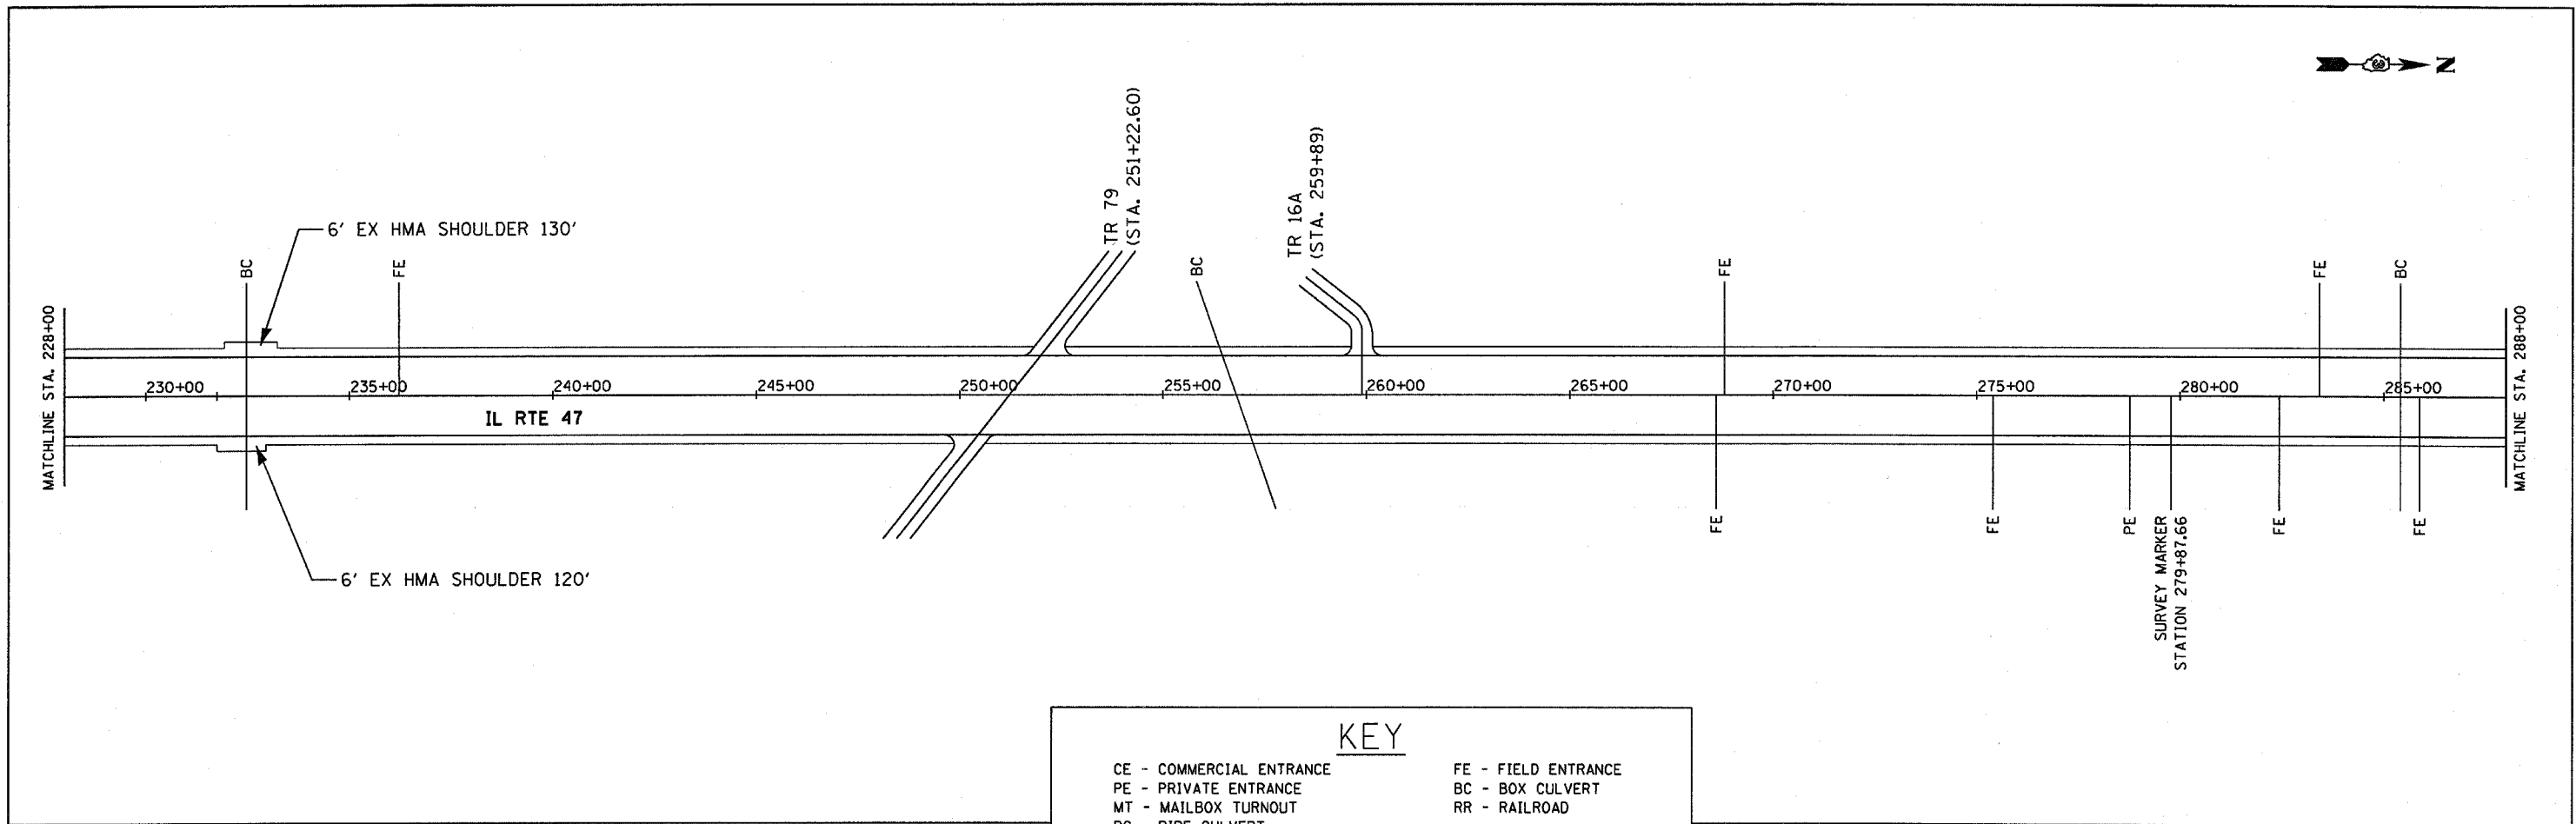 N
TR 79
(STA. 251+22.60)
TR 16A
(STA. 259+89)
6' EX HMA SHOULDER 130'
BC
FE
BC
FE
FE
BC
MATCHLINE STA. 228+00
230+00
235+00
240+00
245+00
250+00
255+00
260+00
265+00
270+00
275+00
280+00
285+00
MATCHLINE STA. 288+00
IL RTE 47
FE
FE
PE
SURVEY MARKER
STATION 279+87.66
FE
FE
6' EX HMA SHOULDER 120'
KEY
CE - COMMERCIAL ENTRANCE
FE - FIELD ENTRANCE
PE - PRIVATE ENTRANCE
BC - BOX CULVERT
MT - MAILBOX TURNOUT
RR - RAILROAD